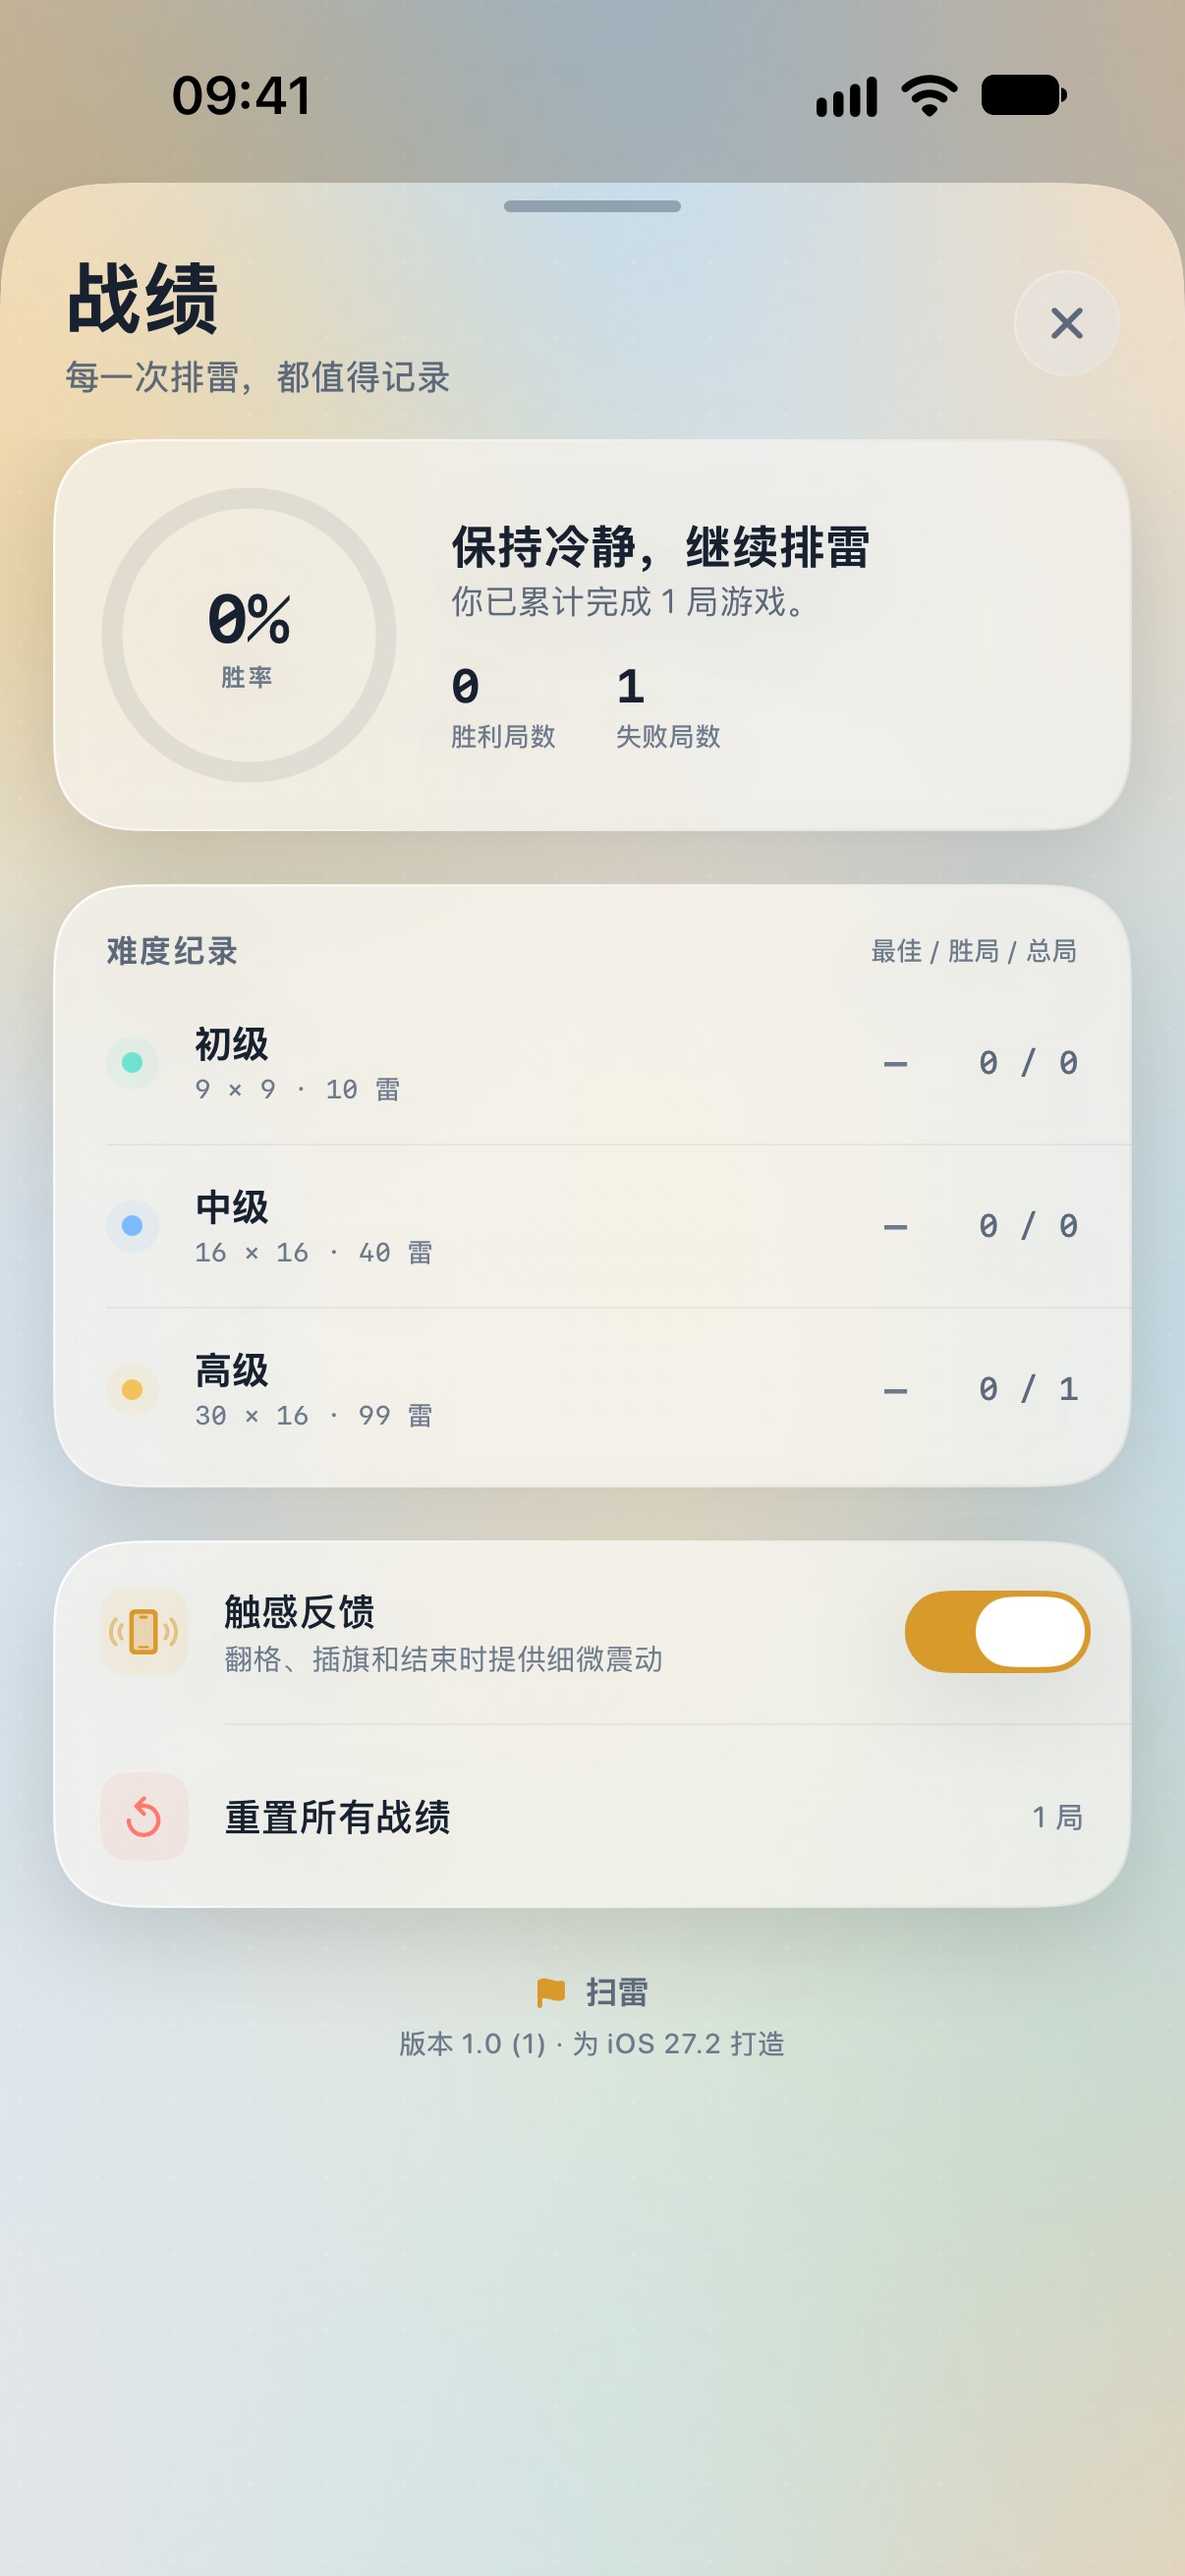 09:41
战绩
每一次排雷，都值得记录
0%
胜率
保持冷静，继续排雷
你已累计完成 1 局游戏。
0
1
胜利局数
失败局数
难度纪录
最佳 / 胜局 / 总局
初级
9 × 9 · 10 雷
— 0 / 0
中级
16 × 16 · 40 雷
— 0 / 0
高级
30 × 16 · 99 雷
— 0 / 1
触感反馈
翻格、插旗和结束时提供细微震动
重置所有战绩
1 局
扫雷
版本 1.0 (1) · 为 iOS 27.2 打造